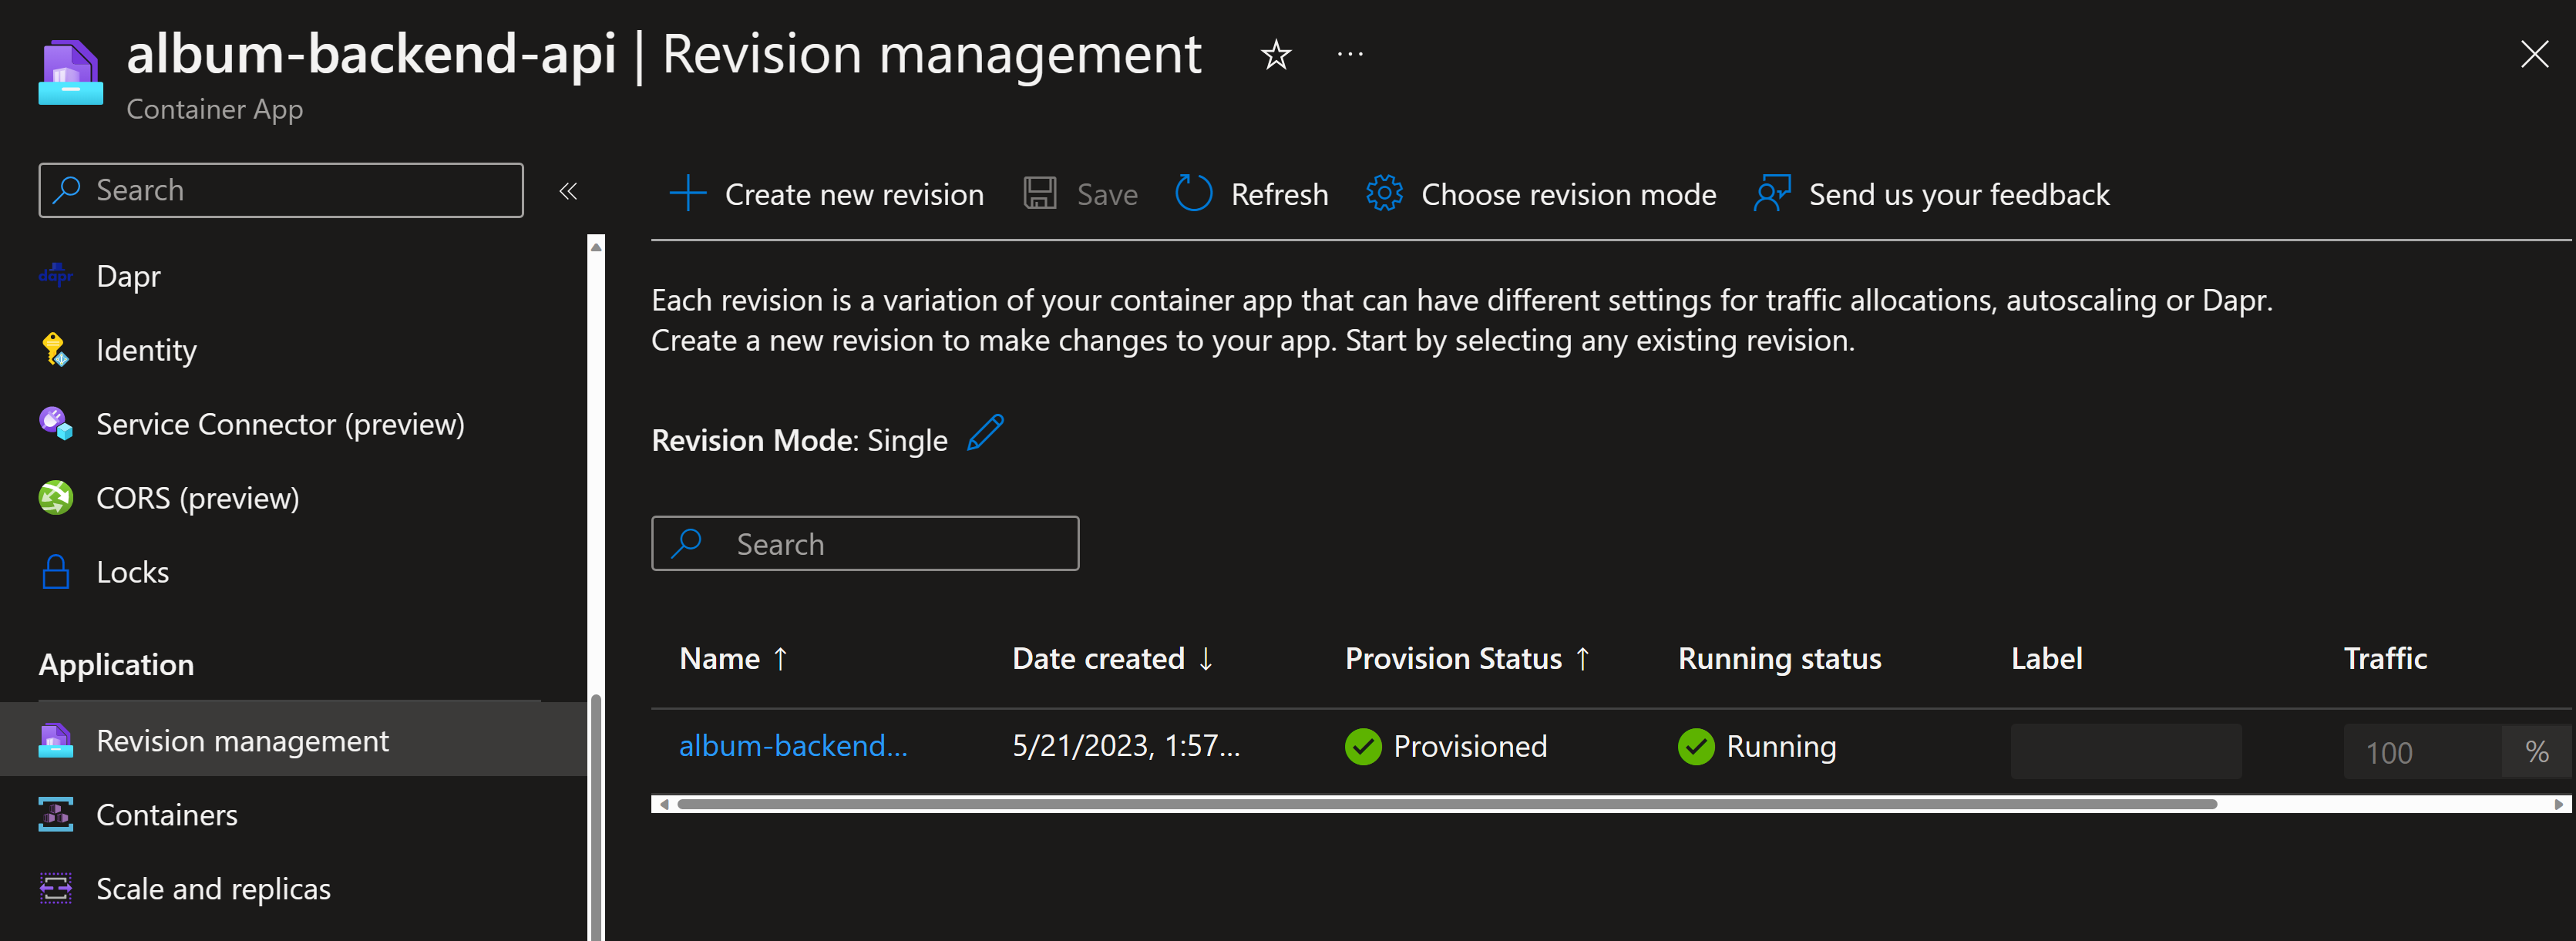 album-backend-api | Revision management
Container App
Search
Dapr
Identity
Service Connector (preview)
CORS (preview)
Locks
Application
Revision management
Containers
Scale and replicas
Create new revision
Save
Refresh
Choose revision mode
Send us your feedback
Each revision is a variation of your container app that can have different settings for traffic allocations, autoscaling or Dapr.
Create a new revision to make changes to your app. Start by selecting any existing revision.
Revision Mode: Single
Search
Name ↑ Date created ↓ Provision Status ↑ Running status Label Traffic
album-backend... 5/21/2023, 1:57... Provisioned Running 100 %